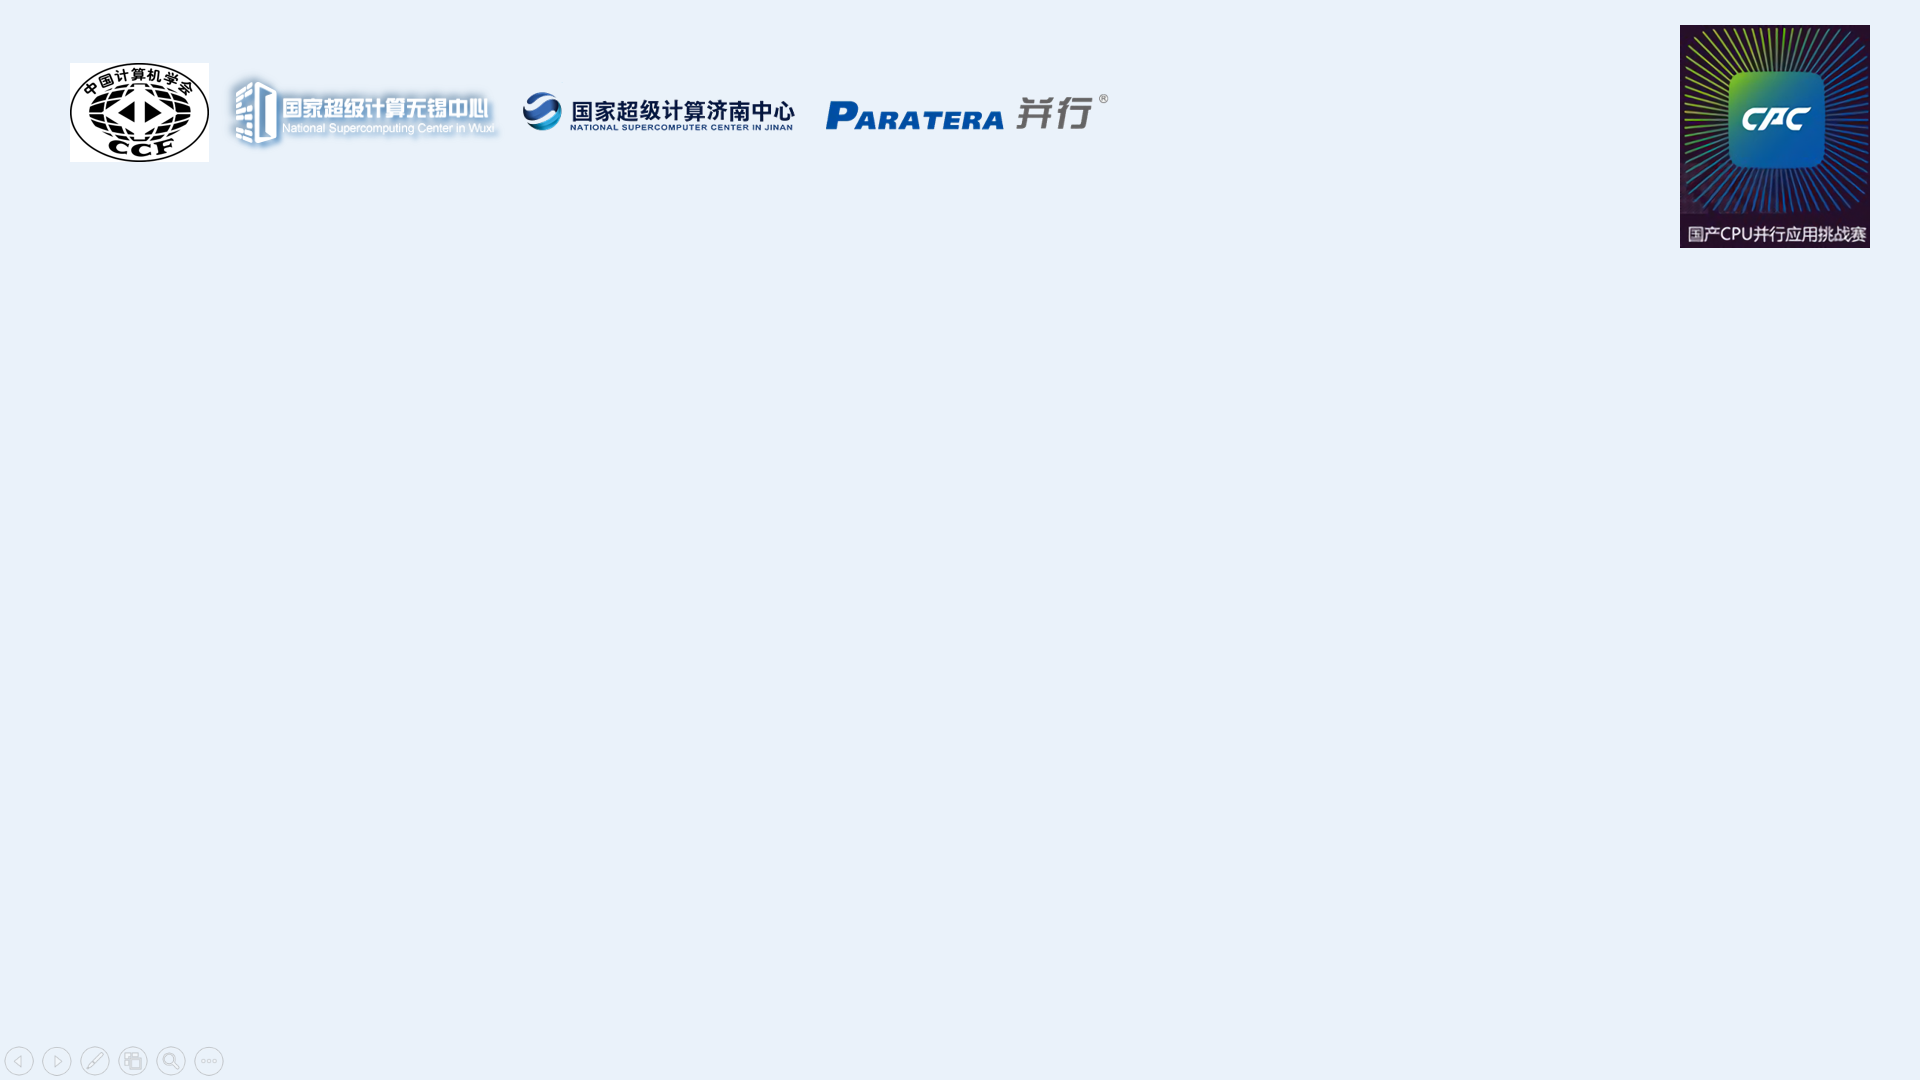 中国计算机学会
CCF
国家超级计算无锡中心
National Supercomputing Center in Wuxi
国家超级计算济南中心
NATIONAL SUPERCOMPUTER CENTER IN JINAN
PARATERA 并行®
CPC
国产CPU并行应用挑战赛